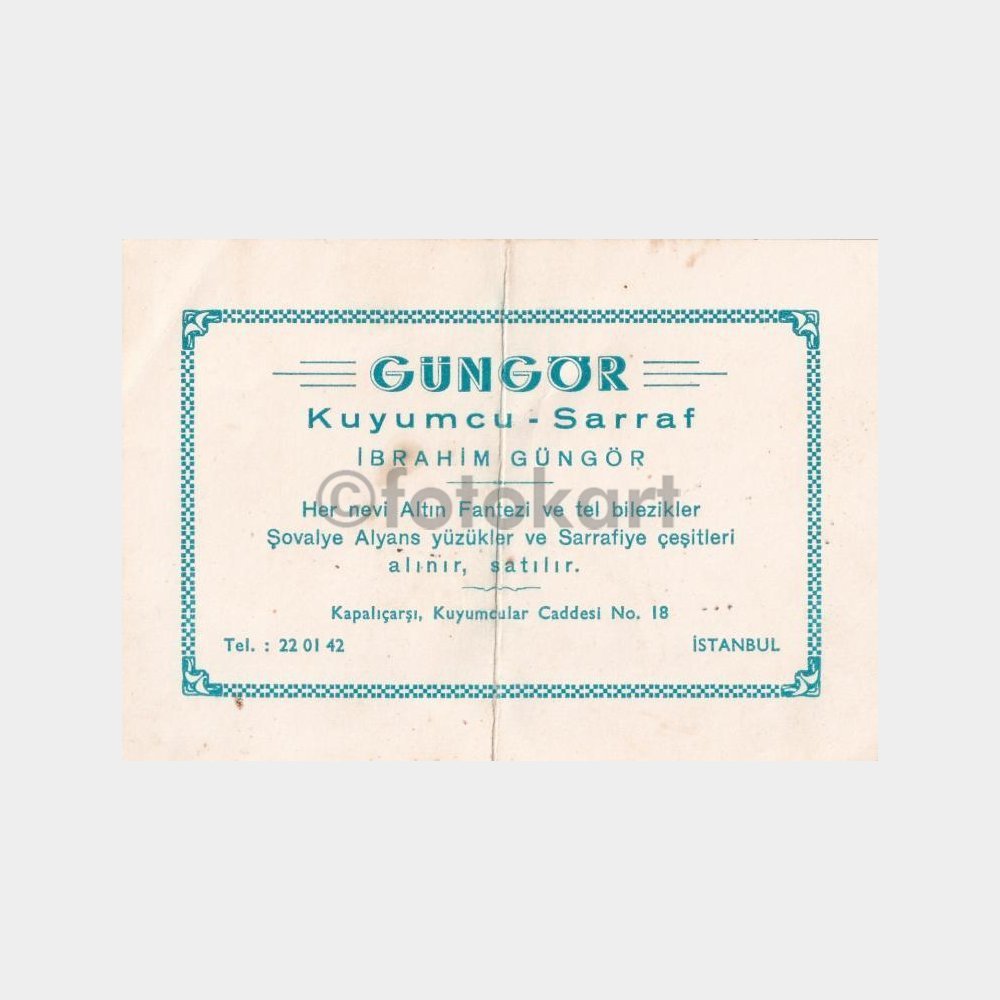 GÜNGÖR
Kuyumcu - Sarraf
İBRAHİM GÜNGÖR
©fotokart
Her nevi Altın Fantezi ve tel bilezikler
Şovalye Alyans yüzükler ve Sarrafiye çeşitleri
alınır, satılır.
Kapalıçarşı, Kuyumcular Caddesi No. 18
Tel. : 22 01 42 İSTANBUL